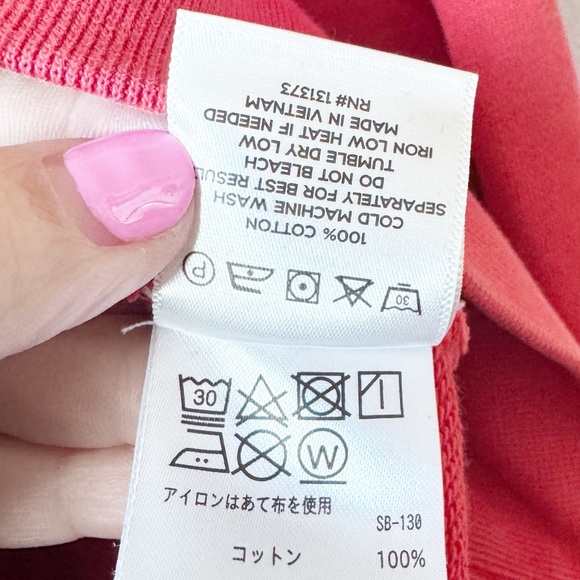 100% COTTON
COLD MACHINE WASH
SEPARATELY FOR BEST
DO NOT BLEACH
TUMBLE DRY LOW
IRON LOW HEAT IF NEEDED
MADE IN VIETNAM
RN# 131373
30
P
30
W
アイロンはあて布を使用
SB-130
コットン 100%